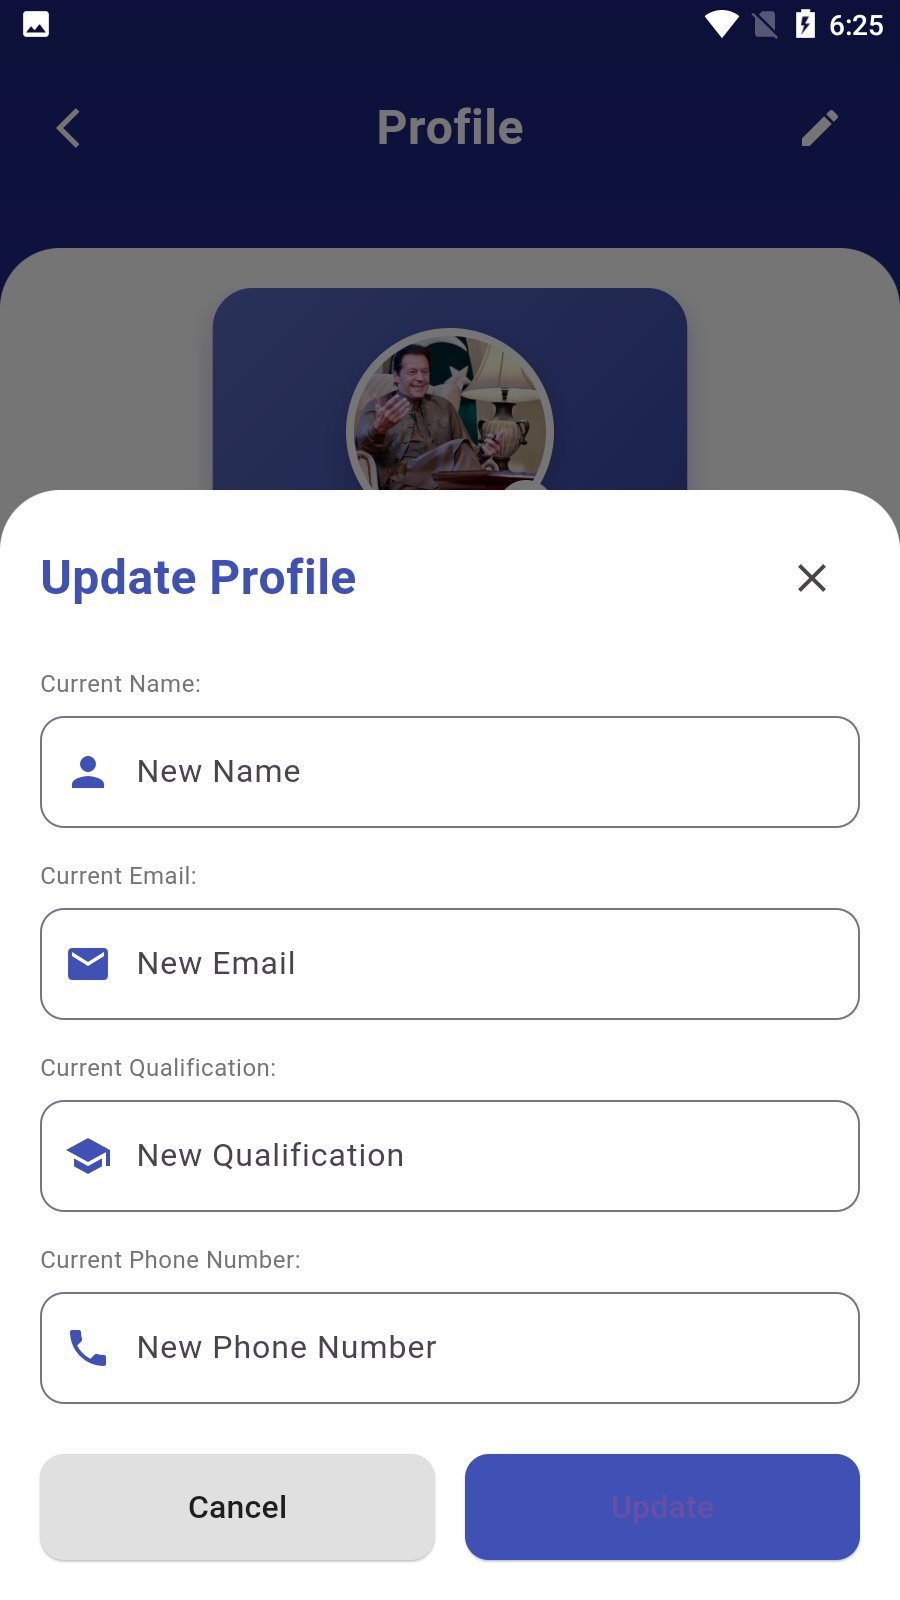 6:25
Profile
Update Profile
Current Name:
New Name
Current Email:
New Email
Current Qualification:
New Qualification
Current Phone Number:
New Phone Number
Cancel
Update